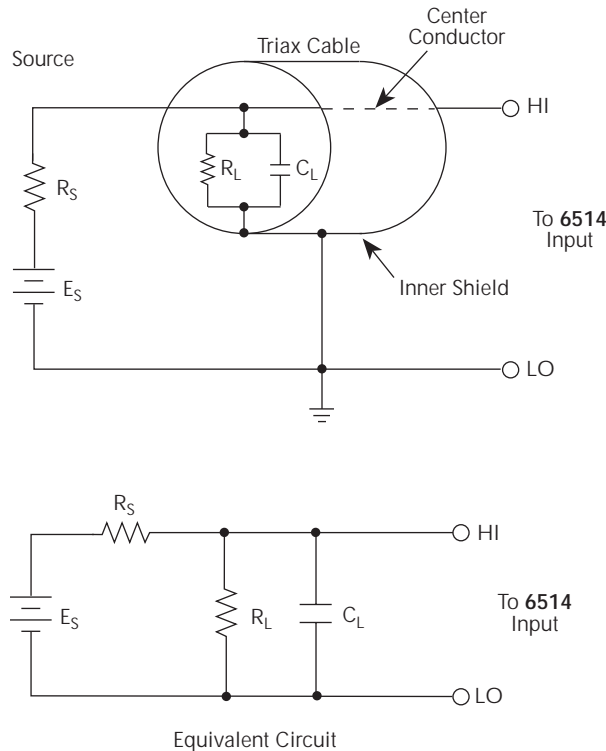 Center
Conductor
Triax Cable
Source
HI
R_L
C_L
R_S
To 6514
Input
E_S
Inner Shield
LO
R_S
HI
E_S
R_L
C_L
To 6514
Input
LO
Equivalent Circuit